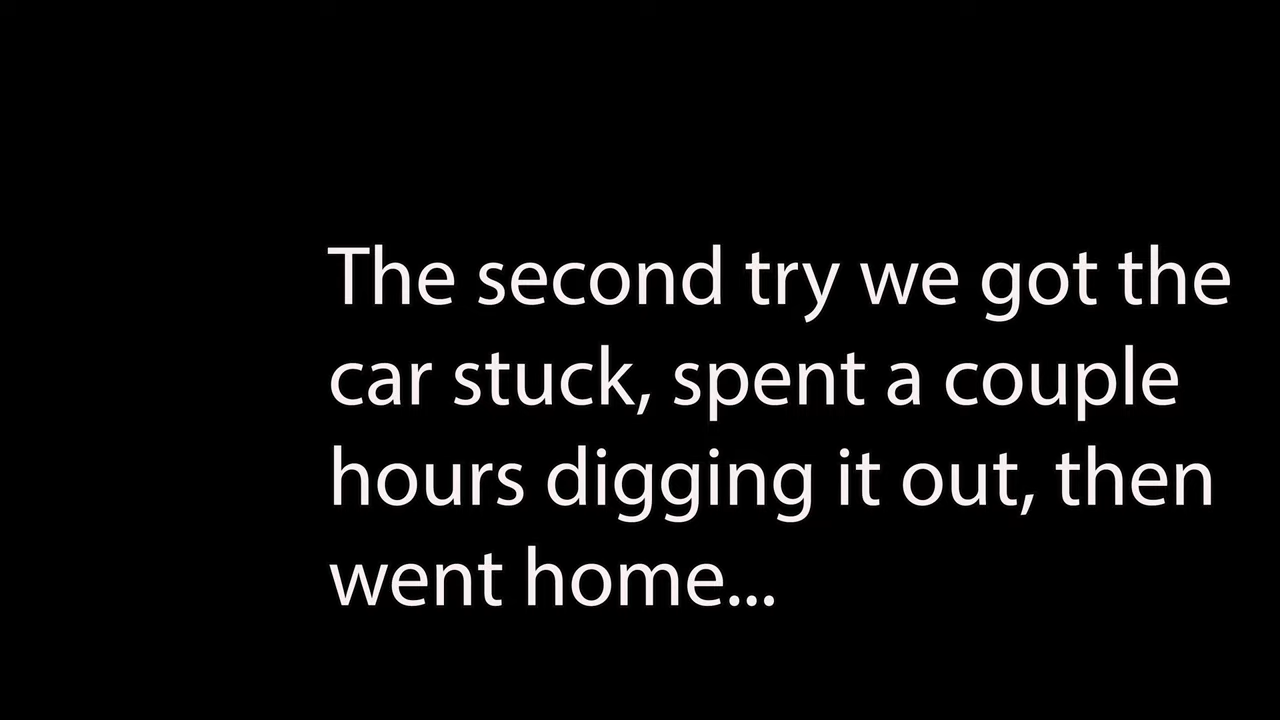 The second try we got the
car stuck, spent a couple
hours digging it out, then
went home...